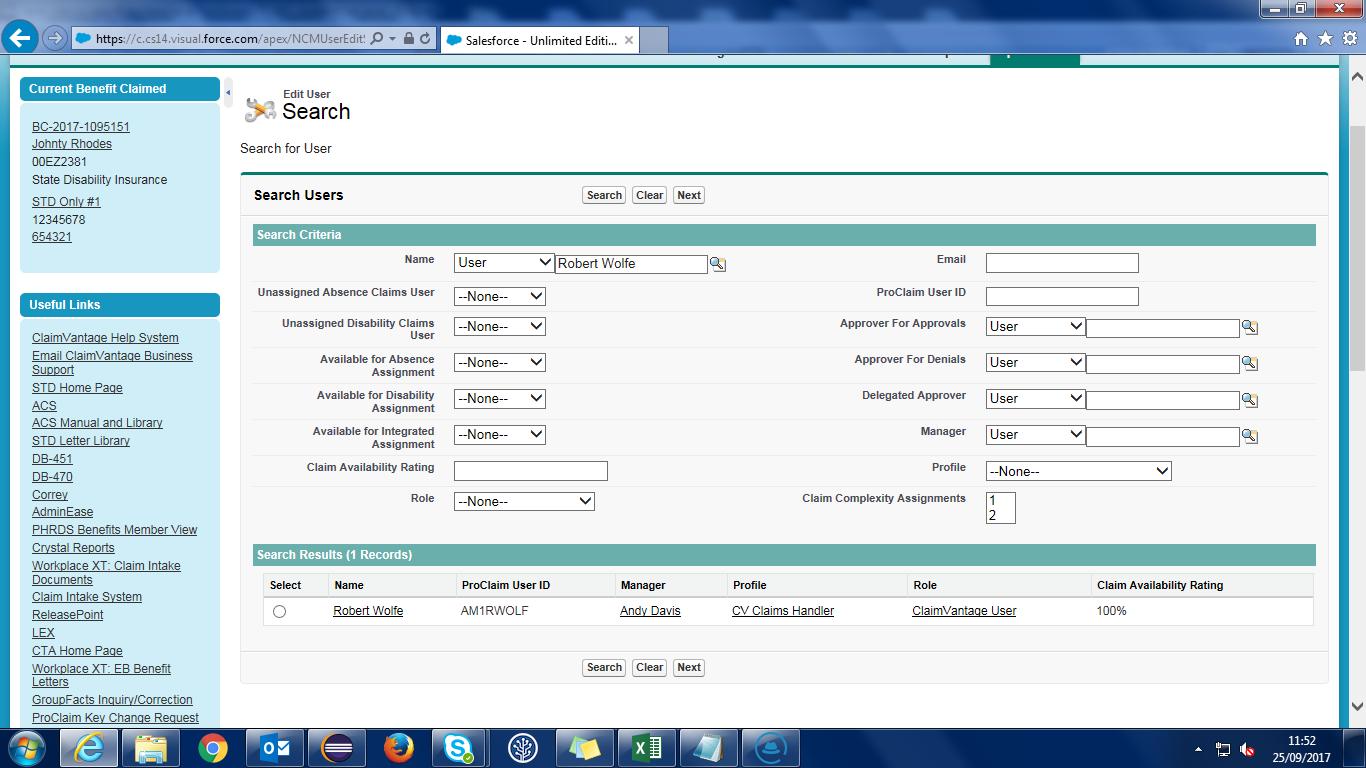 https://c.cs14.visual.force.com/apex/NCMUserEditS
Salesforce - Unlimited Editi...
Current Benefit Claimed
BC-2017-1095151
Johnty Rhodes
00EZ2381
State Disability Insurance
STD Only #1
12345678
654321
Useful Links
ClaimVantage Help System
Email ClaimVantage Business
Support
STD Home Page
ACS
ACS Manual and Library
STD Letter Library
DB-451
DB-470
Correy
AdminEase
PHRDS Benefits Member View
Crystal Reports
Workplace XT: Claim Intake
Documents
Claim Intake System
ReleasePoint
LEX
CTA Home Page
Workplace XT: EB Benefit
Letters
GroupFacts Inquiry/Correction
ProClaim Key Change Request
Edit User
Search
Search for User
Search Users Search Clear Next
Search Criteria
Name User Robert Wolfe Email
Unassigned Absence Claims User --None-- ProClaim User ID
Unassigned Disability Claims
User --None-- Approver For Approvals User
Available for Absence
Assignment --None-- Approver For Denials User
Available for Disability
Assignment --None-- Delegated Approver User
Available for Integrated
Assignment --None-- Manager User
Claim Availability Rating Profile --None--
Role --None-- Claim Complexity Assignments 1
2
Search Results (1 Records)
Select Name ProClaim User ID Manager Profile Role Claim Availability Rating
Robert Wolfe AM1RWOLF Andy Davis CV Claims Handler ClaimVantage User 100%
Search Clear Next
11:52
25/09/2017